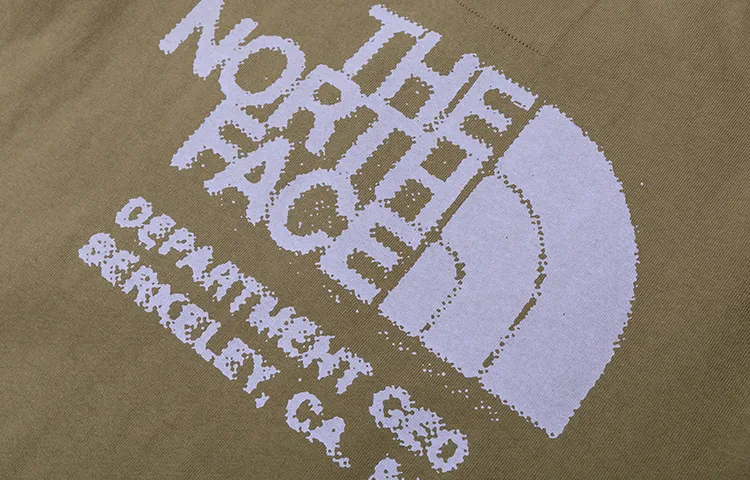 THE
NORTH
FACE
DEPARTMENT GEO
BERKELEY, CA,